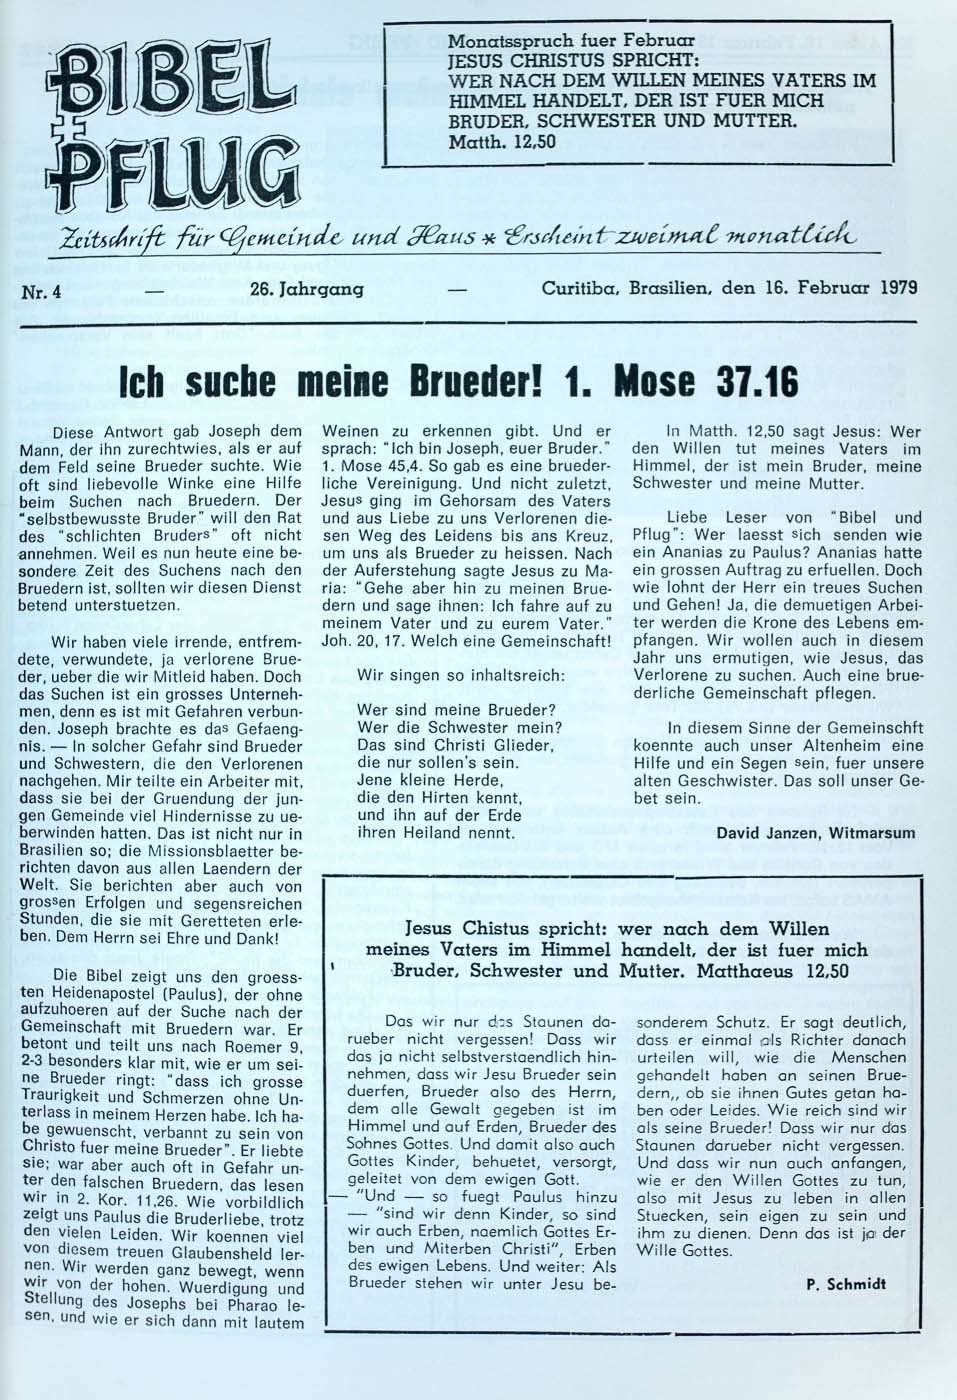 BIBEL
PFLUG
Monatsspruch fuer Februar
JESUS CHRISTUS SPRICHT:
WER NACH DEM WILLEN MEINES VATERS IM
HIMMEL HANDELT, DER IST FUER MICH
BRUDER, SCHWESTER UND MUTTER.
Matth. 12,50
Zeitschrift für Gemeinde und Haus * Erscheint zweimal monatlich
Nr. 4 — 26. Jahrgang — Curitiba, Brasilien, den 16. Februar 1979
Ich suche meine Brueder! 1. Mose 37.16
Diese Antwort gab Joseph dem
Mann, der ihn zurechtwies, als er auf
dem Feld seine Brueder suchte. Wie
oft sind liebevolle Winke eine Hilfe
beim Suchen nach Bruedern. Der
"selbstbewusste Bruder" will den Rat
des "schlichten Bruders" oft nicht
annehmen. Weil es nun heute eine be-
sondere Zeit des Suchens nach den
Bruedern ist, sollten wir diesen Dienst
betend unterstuetzen.
Wir haben viele irrende, entfrem-
dete, verwundete, ja verlorene Brue-
der, ueber die wir Mitleid haben. Doch
das Suchen ist ein grosses Unterneh-
men, denn es ist mit Gefahren verbun-
den. Joseph brachte es das Gefaeng-
nis. — In solcher Gefahr sind Brueder
und Schwestern, die den Verlorenen
nachgehen. Mir teilte ein Arbeiter mit,
dass sie bei der Gruendung der jun-
gen Gemeinde viel Hindernisse zu ue-
berwinden hatten. Das ist nicht nur in
Brasilien so; die Missionsblaetter be-
richten davon aus allen Laendern der
Welt. Sie berichten aber auch von
grossen Erfolgen und segensreichen
Stunden, die sie mit Geretteten erle-
ben. Dem Herrn sei Ehre und Dank!
Die Bibel zeigt uns den groess-
ten Heidenapostel (Paulus), der ohne
aufzuhoeren auf der Suche nach der
Gemeinschaft mit Bruedern war. Er
betont und teilt uns nach Roemer 9,
2-3 besonders klar mit, wie er um sei-
ne Brueder ringt: "dass ich grosse
Traurigkeit und Schmerzen ohne Un-
terlass in meinem Herzen habe. Ich ha-
be gewuenscht, verbannt zu sein von
Christo fuer meine Brueder". Er liebte
sie; war aber auch oft in Gefahr un-
ter den falschen Bruedern, das lesen
wir in 2. Kor. 11,26. Wie vorbildlich
zeigt uns Paulus die Bruderliebe, trotz
den vielen Leiden. Wir koennen viel
von diesem treuen Glaubensheld ler-
nen. Wir werden ganz bewegt, wenn
wir von der hohen. Wuerdigung und
Stellung des Josephs bei Pharao le-
sen, und wie er sich dann mit lautem
Weinen zu erkennen gibt. Und er
sprach: "Ich bin Joseph, euer Bruder."
1. Mose 45,4. So gab es eine brueder-
liche Vereinigung. Und nicht zuletzt,
Jesus ging im Gehorsam des Vaters
und aus Liebe zu uns Verlorenen die-
sen Weg des Leidens bis ans Kreuz,
um uns als Brueder zu heissen. Nach
der Auferstehung sagte Jesus zu Ma-
ria: "Gehe aber hin zu meinen Brue-
dern und sage ihnen: Ich fahre auf zu
meinem Vater und zu eurem Vater."
Joh. 20, 17. Welch eine Gemeinschaft!
Wir singen so inhaltsreich:
Wer sind meine Brueder?
Wer die Schwester mein?
Das sind Christi Glieder,
die nur sollen's sein.
Jene kleine Herde,
die den Hirten kennt,
und ihn auf der Erde
ihren Heiland nennt.
In Matth. 12,50 sagt Jesus: Wer
den Willen tut meines Vaters im
Himmel, der ist mein Bruder, meine
Schwester und meine Mutter.
Liebe Leser von "Bibel und
Pflug": Wer laesst sich senden wie
ein Ananias zu Paulus? Ananias hatte
ein grossen Auftrag zu erfuellen. Doch
wie lohnt der Herr ein treues Suchen
und Gehen! Ja, die demuetigen Arbei-
ter werden die Krone des Lebens em-
pfangen. Wir wollen auch in diesem
Jahr uns ermutigen, wie Jesus, das
Verlorene zu suchen. Auch eine brue-
derliche Gemeinschaft pflegen.
In diesem Sinne der Gemeinschft
koennte auch unser Altenheim eine
Hilfe und ein Segen sein, fuer unsere
alten Geschwister. Das soll unser Ge-
bet sein.
David Janzen, Witmarsum
Jesus Chistus spricht: wer nach dem Willen
meines Vaters im Himmel handelt, der ist fuer mich
Bruder, Schwester und Mutter. Matthaeus 12,50
Das wir nur das Staunen da-
rueber nicht vergessen! Dass wir
das ja nicht selbstverstaendlich hin-
nehmen, dass wir Jesu Brueder sein
duerfen, Brueder also des Herrn,
dem alle Gewalt gegeben ist im
Himmel und auf Erden, Brueder des
Sohnes Gottes. Und damit also auch
Gottes Kinder, behuetet, versorgt,
geleitet von dem ewigen Gott.
— "Und — so fuegt Paulus hinzu
— "sind wir denn Kinder, so sind
wir auch Erben, naemlich Gottes Er-
ben und Miterben Christi", Erben
des ewigen Lebens. Und weiter: Als
Brueder stehen wir unter Jesu be-
sonderem Schutz. Er sagt deutlich,
dass er einmal als Richter danach
urteilen will, wie die Menschen
gehandelt haben an seinen Brue-
dern,, ob sie ihnen Gutes getan ha-
ben oder Leides. Wie reich sind wir
als seine Brueder! Dass wir nur das
Staunen darueber nicht vergessen.
Und dass wir nun auch anfangen,
wie er den Willen Gottes zu tun,
also mit Jesus zu leben in allen
Stuecken, sein eigen zu sein und
ihm zu dienen. Denn das ist ja der
Wille Gottes.
P. Schmidt